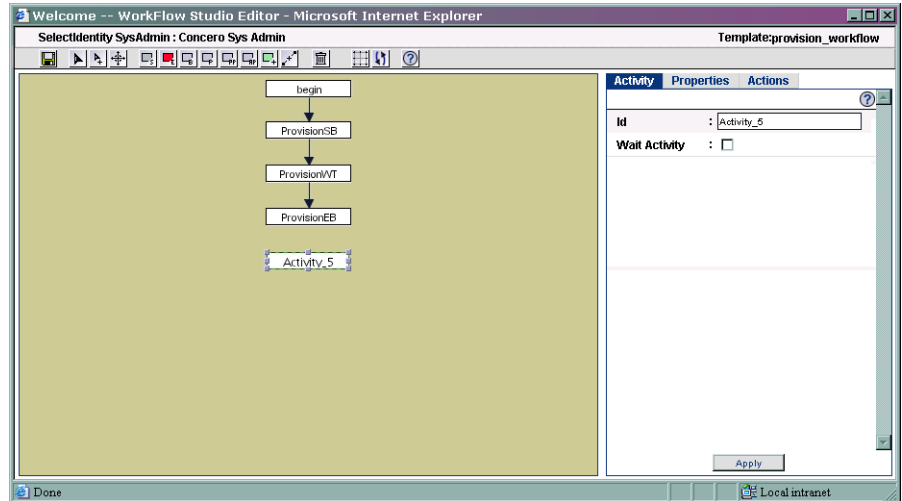 Welcome -- WorkFlow Studio Editor - Microsoft Internet Explorer
SelectIdentity SysAdmin : Concero Sys Admin
Template:provision_workflow
begin
ProvisionSB
ProvisionWT
ProvisionEB
Activity_5
Activity Properties Actions
Id : Activity_5
Wait Activity :
Apply
Done
Local intranet